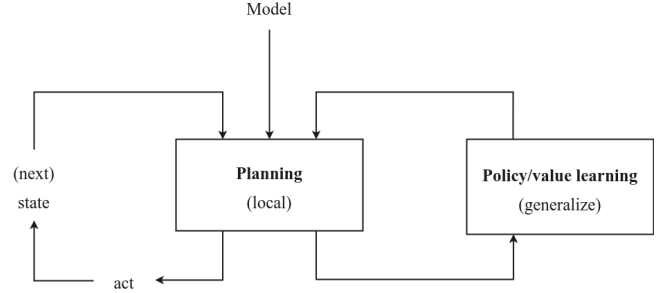 Model
(next)
state
Planning
(local)
Policy/value learning
(generalize)
act